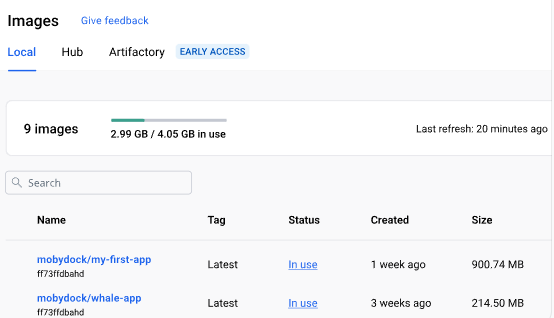 Images Give feedback
Local Hub Artifactory EARLY ACCESS
9 images
2.99 GB / 4.05 GB in use
Last refresh: 20 minutes ago
Search
Name Tag Status Created Size
mobydock/my-first-app Latest In use 1 week ago 900.74 MB
ff73ffdbahd
mobydock/whale-app Latest In use 3 weeks ago 214.50 MB
ff73ffdbahd